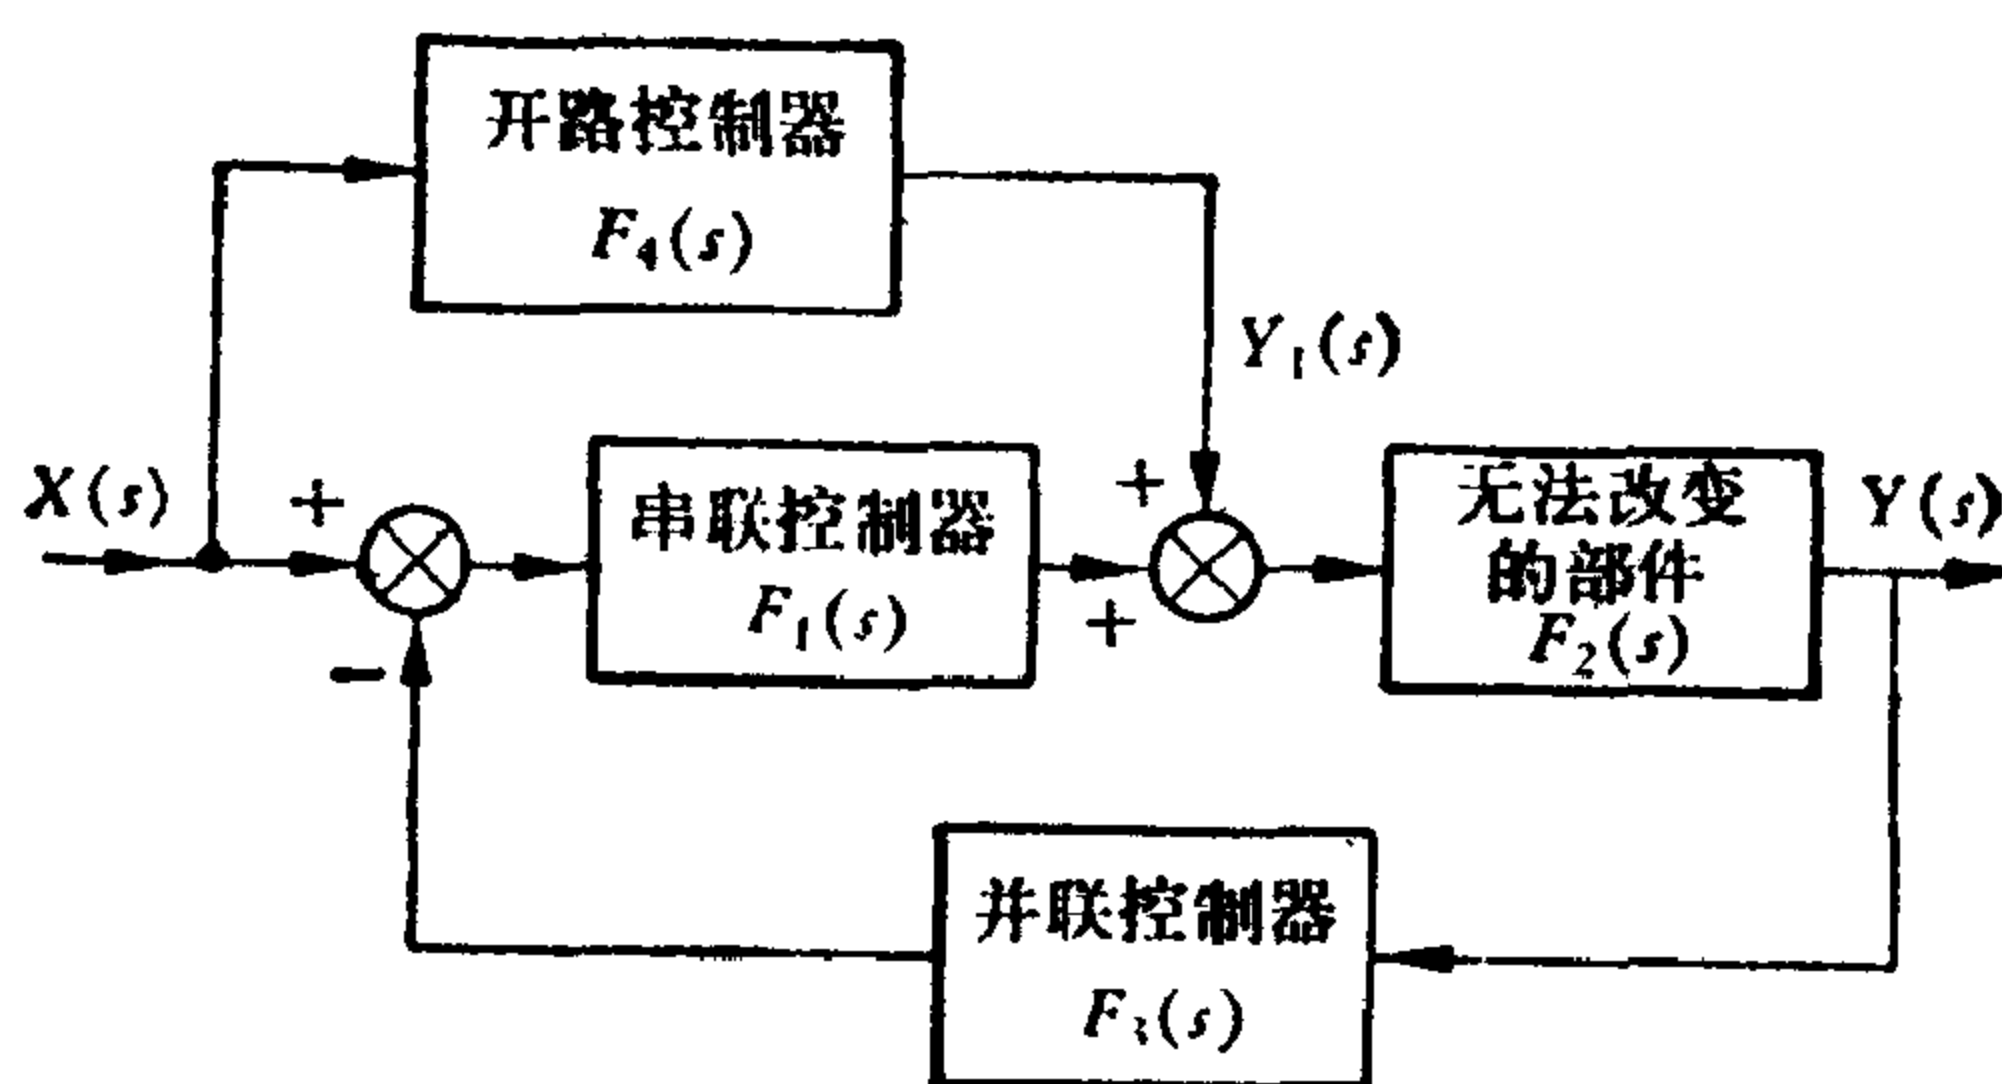 开路控制器
F₄(s)
Y₁(s)
X(s)
+
串联控制器
F₁(s)
+
+
无法改变
的部件
F₂(s)
Y(s)
−
并联控制器
F₃(s)